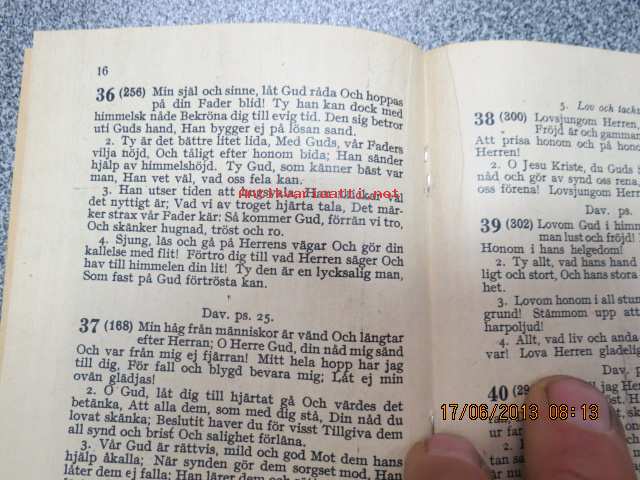 16
36 (256) Min själ och sinne, låt Gud råda Och hoppas
på din Fader blid! Ty han kan dock med
himmelsk nåde Bekröna dig till evig tid. Den sig betror
uti Guds hand, Han bygger ej på lösan sand.
2. Ty är det bättre litet lida, Med Guds, vår Faders
vilja nöjd, Och tåligt efter honom bida; Han sänder
hjälp av himmelshöjd. Ty Gud, som känner bäst var
man, Han vet väl, vad oss fela kan.
3. Han utser tiden att
det nyttigt är; Vad vi av troget hjärta tala, Det mär-
ker strax vår Fader kär: Så kommer Gud, förrän vi tro,
Och skänker hugnad, tröst och ro.
4. Sjung, läs och gå på Herrens vägar Och gör din
kallelse med flit! Förtro dig till vad Herren säger Och
hav till himmelen din lit! Ty den är en lycksalig man,
Som fast på Gud förtrösta kan.
Dav. ps. 25.
37 (168) Min håg från människor är vänd Och längtar
efter Herran; O Herre Gud, din nåd mig sänd
Och var från mig ej fjärran! Mitt hela hopp har jag
till dig, För fall och blygd bevara mig; Låt ej min
ovän glädjas!
2. O Gud, låt dig till hjärtat gå Och värdes det
betänka, Att alla dem, som med dig stå, Din nåd du
lovat skänka; Beslutit haver du för visst Tillgiva dem
all synd och brist Och salighet förläna.
3. Vår Gud är rättvis, mild och god Mot dem hans
hjälp åkalla; När synden gör dem sorgset mod, Han
låter dem ej falla; Han lärer dem och
5. Lov och tacks
38 (300) Lovsjungom Herren,
Fröjd är och gamman
Att prisa honom och på hono
Herren!
2. O Jesu Kriste, du Guds S
nåd och gör av synd oss rena
oss förena! Lovsjungom Herren
Dav. ps.
39 (302) Lovom Gud i himme
man lust och fröjd!
Honom i hans helgedom!
2. Ty allt, vad hans hand
ligt och stort, Och hans stora
het.
3. Lovom honom i all stun
grund! Stämmom upp att
harpoljud!
4. Allt, vad liv och anda
var! Lova Herren gladelig
Dav. p
40 (29
17/06/2013 08:13